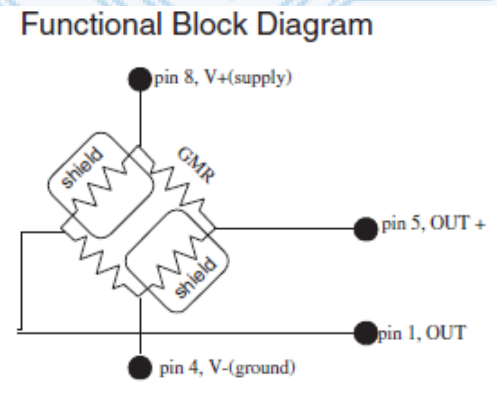 Functional Block Diagram
pin 8, V+(supply)
shield
GMR
pin 5, OUT +
shield
pin 1, OUT
pin 4, V-(ground)